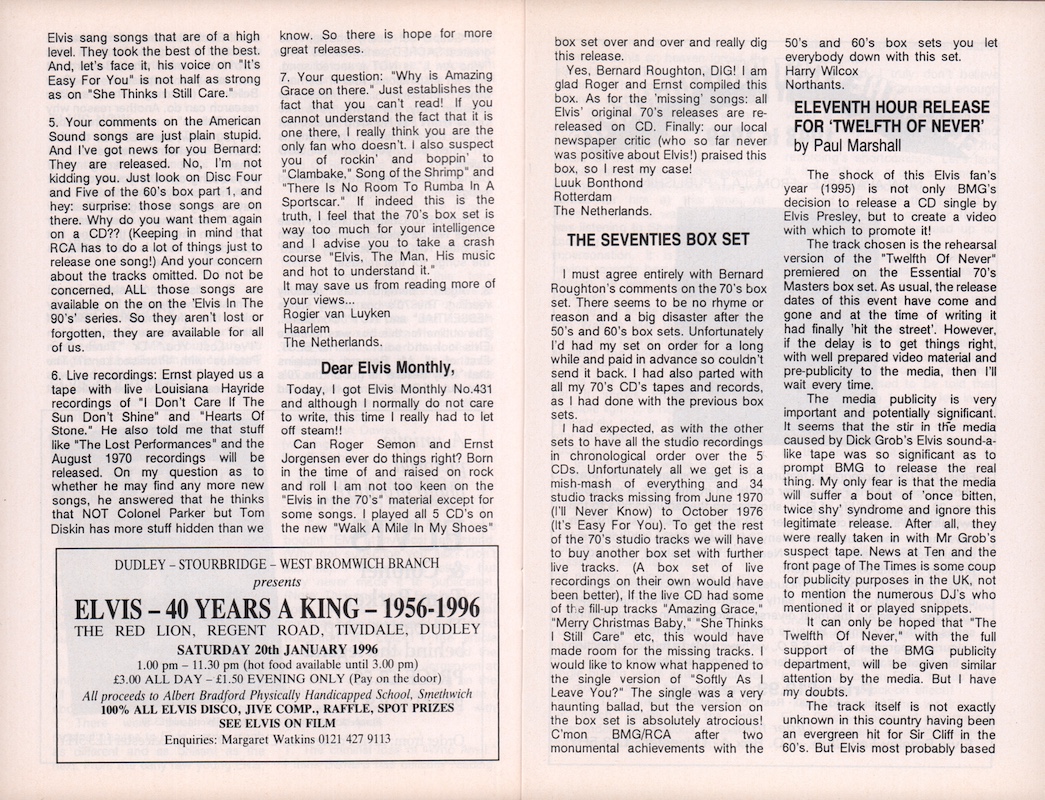 Elvis sang songs that are of a high
level. They took the best of the best.
And, let's face it, his voice on "It's
Easy For You" is not half as strong
as on "She Thinks I Still Care."
5. Your comments on the American
Sound songs are just plain stupid.
And I've got news for you Bernard:
They are released. No, I'm not
kidding you. Just look on Disc Four
and Five of the 60's box part 1, and
hey: surprise: those songs are on
there. Why do you want them again
on a CD?? (Keeping in mind that
RCA has to do a lot of things just to
release one song!) And your concern
about the tracks omitted. Do not be
concerned, ALL those songs are
available on the on the 'Elvis In The
90's' series. So they aren't lost or
forgotten, they are available for all
of us.
6. Live recordings: Ernst played us a
tape with live Louisiana Hayride
recordings of "I Don't Care If The
Sun Don't Shine" and "Hearts Of
Stone." He also told me that stuff
like "The Lost Performances" and the
August 1970 recordings will be
released. On my question as to
whether he may find any more new
songs, he answered that he thinks
that NOT Colonel Parker but Tom
Diskin has more stuff hidden than we
know. So there is hope for more
great releases.
7. Your question: "Why is Amazing
Grace on there." Just establishes the
fact that you can't read! If you
cannot understand the fact that it is
one there, I really think you are the
only fan who doesn't. I also suspect
you of rockin' and boppin' to
"Clambake," Song of the Shrimp" and
"There Is No Room To Rumba In A
Sportscar." If indeed this is the
truth, I feel that the 70's box set is
way too much for your intelligence
and I advise you to take a crash
course "Elvis, The Man, His music
and hot to understand it."
It may save us from reading more of
your views...
Rogier van Luyken
Haarlem
The Netherlands.
Dear Elvis Monthly,
Today, I got Elvis Monthly No.431
and although I normally do not care
to write, this time I really had to let
off steam!!
Can Roger Semon and Ernst
Jorgensen ever do things right? Born
in the time of and raised on rock
and roll I am not too keen on the
"Elvis in the 70's" material except for
some songs. I played all 5 CD's on
the new "Walk A Mile In My Shoes"
DUDLEY – STOURBRIDGE – WEST BROMWICH BRANCH
presents
ELVIS – 40 YEARS A KING – 1956-1996
THE RED LION, REGENT ROAD, TIVIDALE, DUDLEY
SATURDAY 20th JANUARY 1996
1.00 pm – 11.30 pm (hot food available until 3.00 pm)
£3.00 ALL DAY – £1.50 EVENING ONLY (Pay on the door)
All proceeds to Albert Bradford Physically Handicapped School, Smethwich
100% ALL ELVIS DISCO, JIVE COMP., RAFFLE, SPOT PRIZES
SEE ELVIS ON FILM
Enquiries: Margaret Watkins 0121 427 9113
box set over and over and really dig
this release.
Yes, Bernard Roughton, DIG! I am
glad Roger and Ernst compiled this
box. As for the 'missing' songs: all
Elvis' original 70's releases are re-
released on CD. Finally: our local
newspaper critic (who so far never
was positive about Elvis!) praised this
box, so I rest my case!
Luuk Bonthond
Rotterdam
The Netherlands.
THE SEVENTIES BOX SET
I must agree entirely with Bernard
Roughton's comments on the 70's box
set. There seems to be no rhyme or
reason and a big disaster after the
50's and 60's box sets. Unfortunately
I'd had my set on order for a long
while and paid in advance so couldn't
send it back. I had also parted with
all my 70's CD's tapes and records,
as I had done with the previous box
sets.
I had expected, as with the other
sets to have all the studio recordings
in chronological order over the 5
CDs. Unfortunately all we get is a
mish-mash of everything and 34
studio tracks missing from June 1970
(I'll Never Know) to October 1976
(It's Easy For You). To get the rest
of the 70's studio tracks we will have
to buy another box set with further
live tracks. (A box set of live
recordings on their own would have
been better), If the live CD had some
of the fill-up tracks "Amazing Grace,"
"Merry Christmas Baby," "She Thinks
I Still Care" etc, this would have
made room for the missing tracks. I
would like to know what happened to
the single version of "Softly As I
Leave You?" The single was a very
haunting ballad, but the version on
the box set is absolutely atrocious!
C'mon BMG/RCA after two
monumental achievements with the
50's and 60's box sets you let
everybody down with this set.
Harry Wilcox
Northants.
ELEVENTH HOUR RELEASE
FOR 'TWELFTH OF NEVER'
by Paul Marshall
The shock of this Elvis fan's
year (1995) is not only BMG's
decision to release a CD single by
Elvis Presley, but to create a video
with which to promote it!
The track chosen is the rehearsal
version of the "Twelfth Of Never"
premiered on the Essential 70's
Masters box set. As usual, the release
dates of this event have come and
gone and at the time of writing it
had finally 'hit the street'. However,
if the delay is to get things right,
with well prepared video material and
pre-publicity to the media, then I'll
wait every time.
The media publicity is very
important and potentially significant.
It seems that the stir in the media
caused by Dick Grob's Elvis sound-a-
like tape was so significant as to
prompt BMG to release the real
thing. My only fear is that the media
will suffer a bout of 'once bitten,
twice shy' syndrome and ignore this
legitimate release. After all, they
were really taken in with Mr Grob's
suspect tape. News at Ten and the
front page of The Times is some coup
for publicity purposes in the UK, not
to mention the numerous DJ's who
mentioned it or played snippets.
It can only be hoped that "The
Twelfth Of Never," with the full
support of the BMG publicity
department, will be given similar
attention by the media. But I have
my doubts.
The track itself is not exactly
unknown in this country having been
an evergreen hit for Sir Cliff in the
60's. But Elvis most probably based